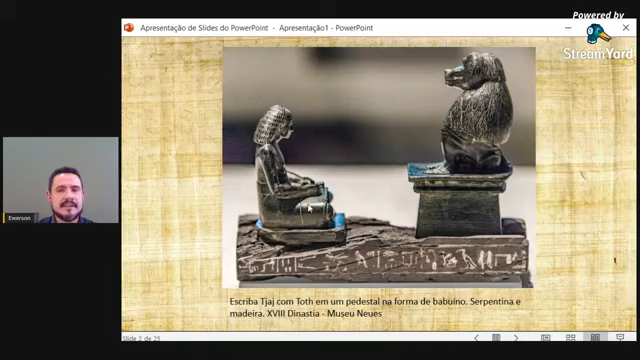 Apresentação de Slides do PowerPoint - Apresentação1 - PowerPoint
Powered by
StreamYard
Ewerson
Escriba Tjaj com Toth em um pedestal na forma de babuíno. Serpentina e
madeira. XVIII Dinastia - Museu Neues
Slide 2 de 25